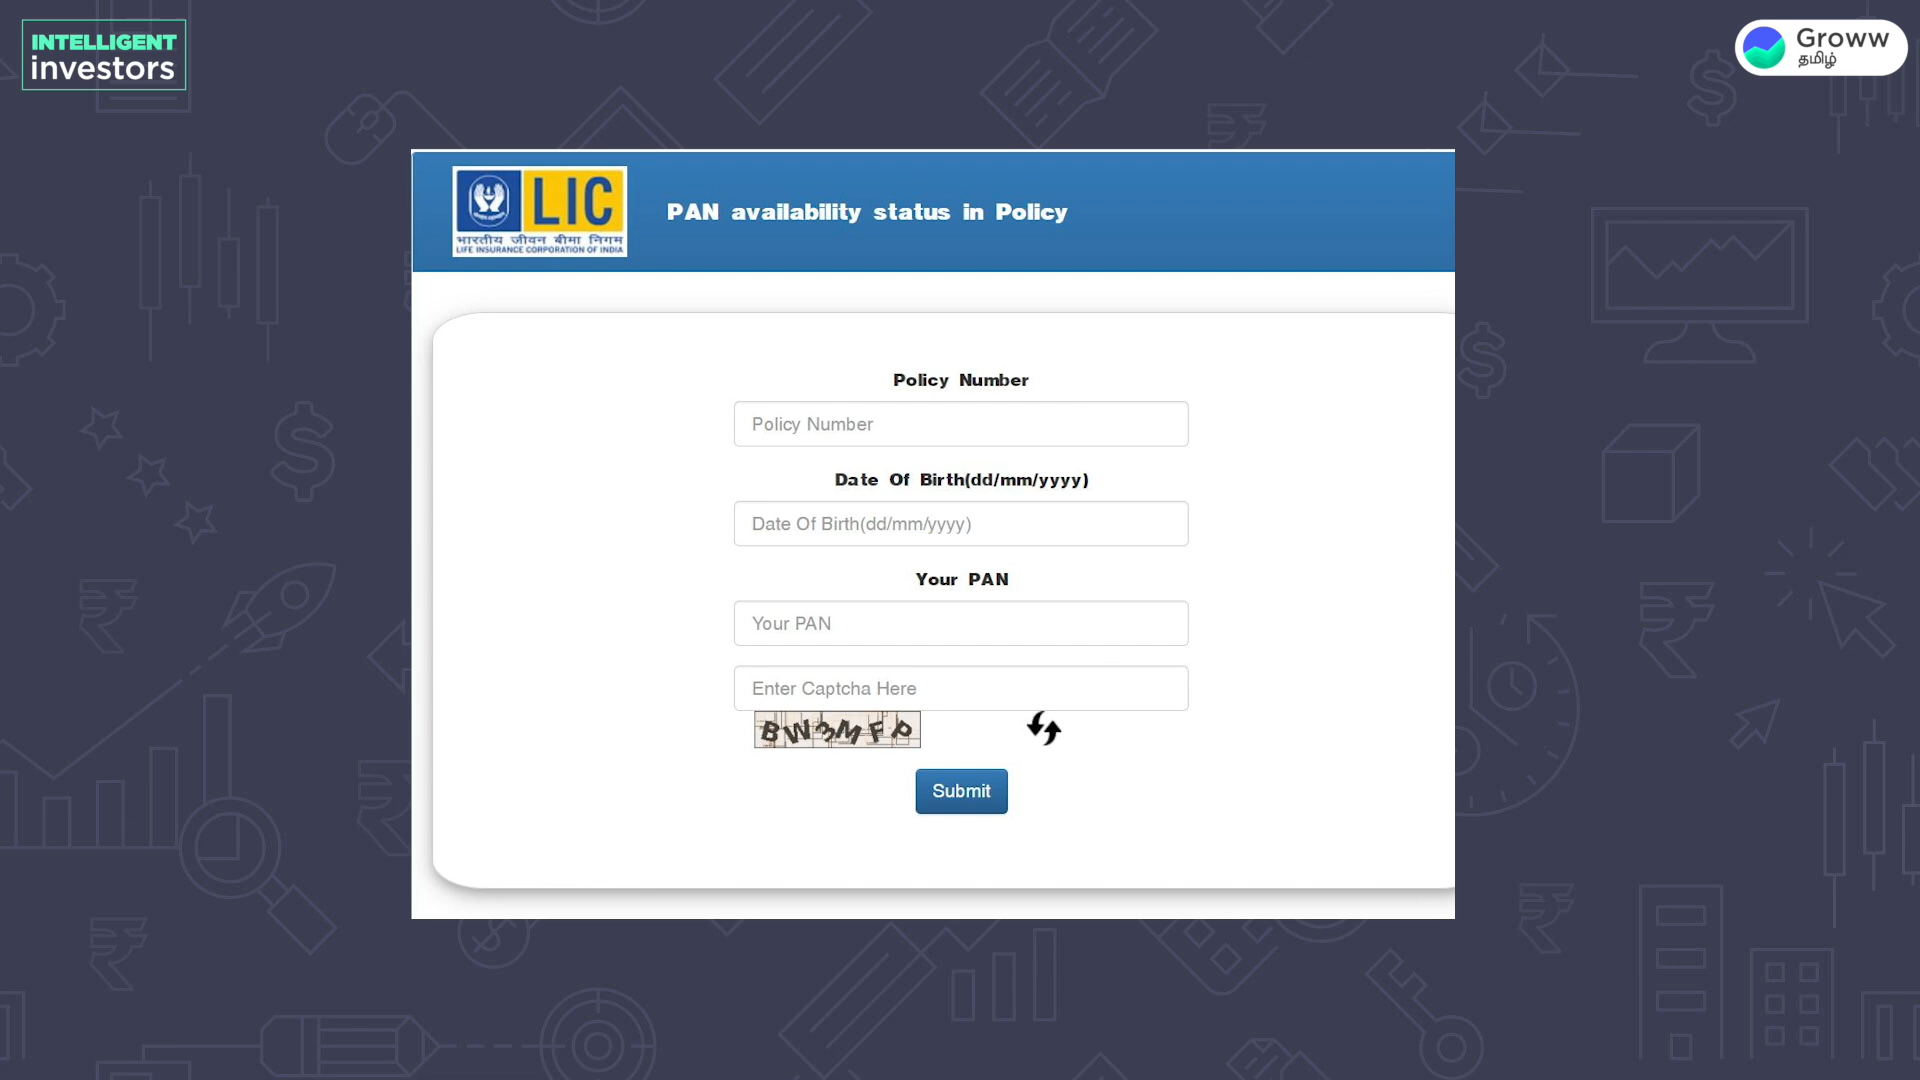 INTELLIGENT
investors
Groww
தமிழ்
LIC
भारतीय जीवन बीमा निगम
LIFE INSURANCE CORPORATION OF INDIA
PAN availability status in Policy
Policy Number
Policy Number
Date Of Birth(dd/mm/yyyy)
Date Of Birth(dd/mm/yyyy)
Your PAN
Your PAN
Enter Captcha Here
BW3MFP
Submit